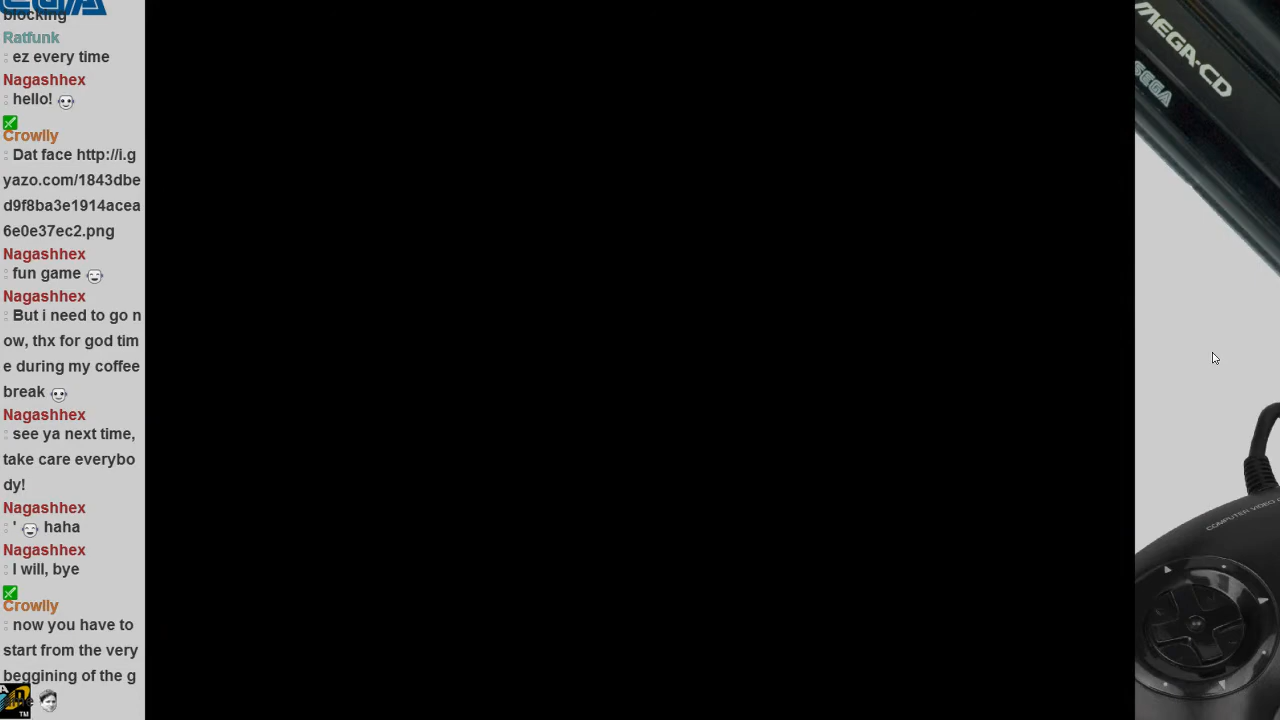 blocking
Ratfunk
: ez every time
Nagashhex
: hello!
Crowlly
: Dat face http://i.g
yazo.com/1843dbe
d9f8ba3e1914acea
6e0e37ec2.png
Nagashhex
: fun game
Nagashhex
: But i need to go n
ow, thx for god tim
e during my coffee
break
Nagashhex
: see ya next time,
take care everybo
dy!
Nagashhex
: ' haha
Nagashhex
: I will, bye
Crowlly
: now you have to
start from the very
beggining of the g
TM
MEGA-CD
SEGA
COMPUTER VIDEO